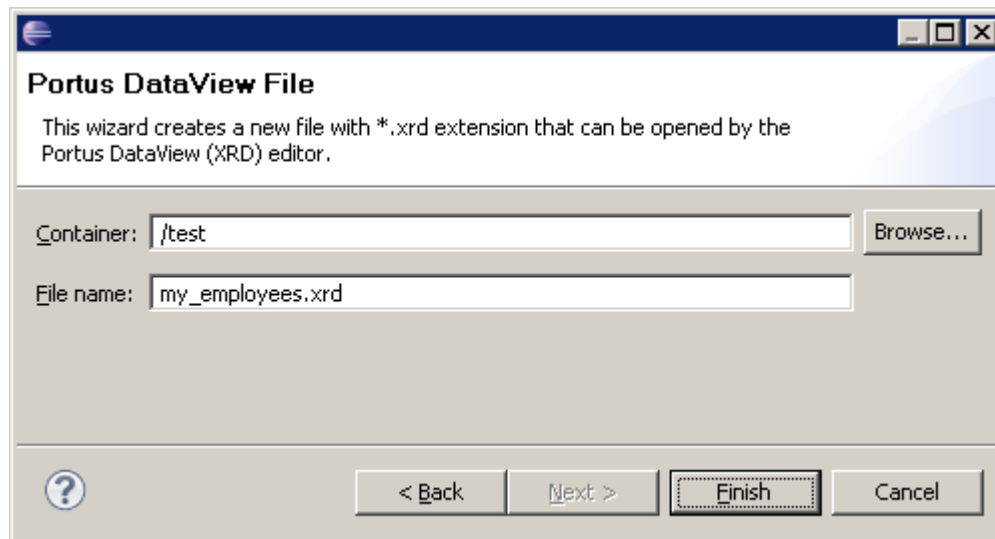 Portus DataView File
This wizard creates a new file with *.xrd extension that can be opened by the
Portus DataView (XRD) editor.
Container: /test Browse...
File name: my_employees.xrd
? < Back Next > Finish Cancel